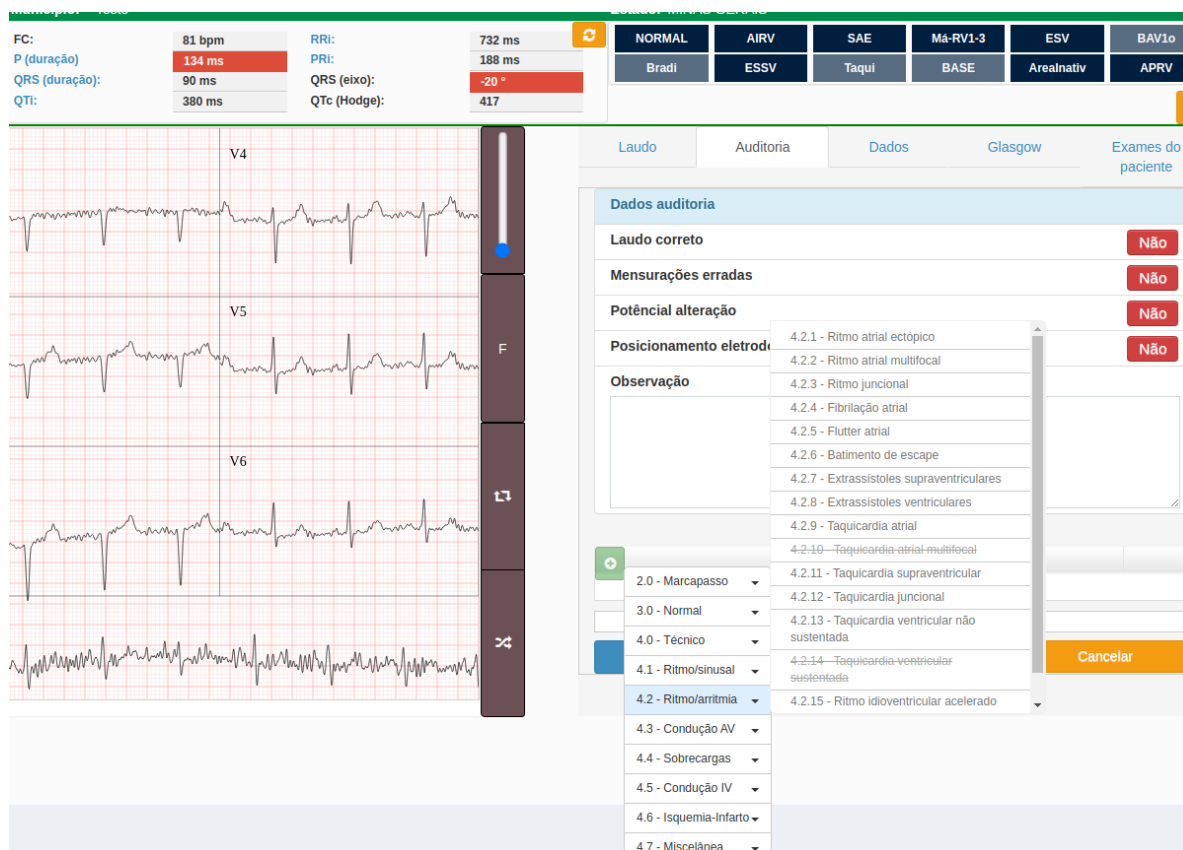 Município: Teste
Estado: MINAS GERAIS
FC: 81 bpm RRi: 732 ms
P (duração) 134 ms PRi: 188 ms
QRS (duração): 90 ms QRS (eixo): -20 °
QTi: 380 ms QTc (Hodge): 417
NORMAL AIRV SAE Má-RV1-3 ESV BAV1o
Bradi ESSV Taqui BASE Arealnativ APRV
V4
V5
V6
F
Laudo Auditoria Dados Glasgow Exames do
paciente
Dados auditoria
Laudo correto Não
Mensurações erradas Não
Potêncial alteração Não
Posicionamento eletrodo Não
Observação
4.2.1 - Ritmo atrial ectópico
4.2.2 - Ritmo atrial multifocal
4.2.3 - Ritmo juncional
4.2.4 - Fibrilação atrial
4.2.5 - Flutter atrial
4.2.6 - Batimento de escape
4.2.7 - Extrassístoles supraventriculares
4.2.8 - Extrassístoles ventriculares
4.2.9 - Taquicardia atrial
4.2.10 - Taquicardia atrial multifocal
4.2.11 - Taquicardia supraventricular
4.2.12 - Taquicardia juncional
4.2.13 - Taquicardia ventricular não
sustentada
4.2.14 - Taquicardia ventricular
sustentada
4.2.15 - Ritmo idioventricular acelerado
2.0 - Marcapasso
3.0 - Normal
4.0 - Técnico
4.1 - Ritmo/sinusal
4.2 - Ritmo/arritmia
4.3 - Condução AV
4.4 - Sobrecargas
4.5 - Condução IV
4.6 - Isquemia-Infarto
4.7 - Miscelânea
Cancelar